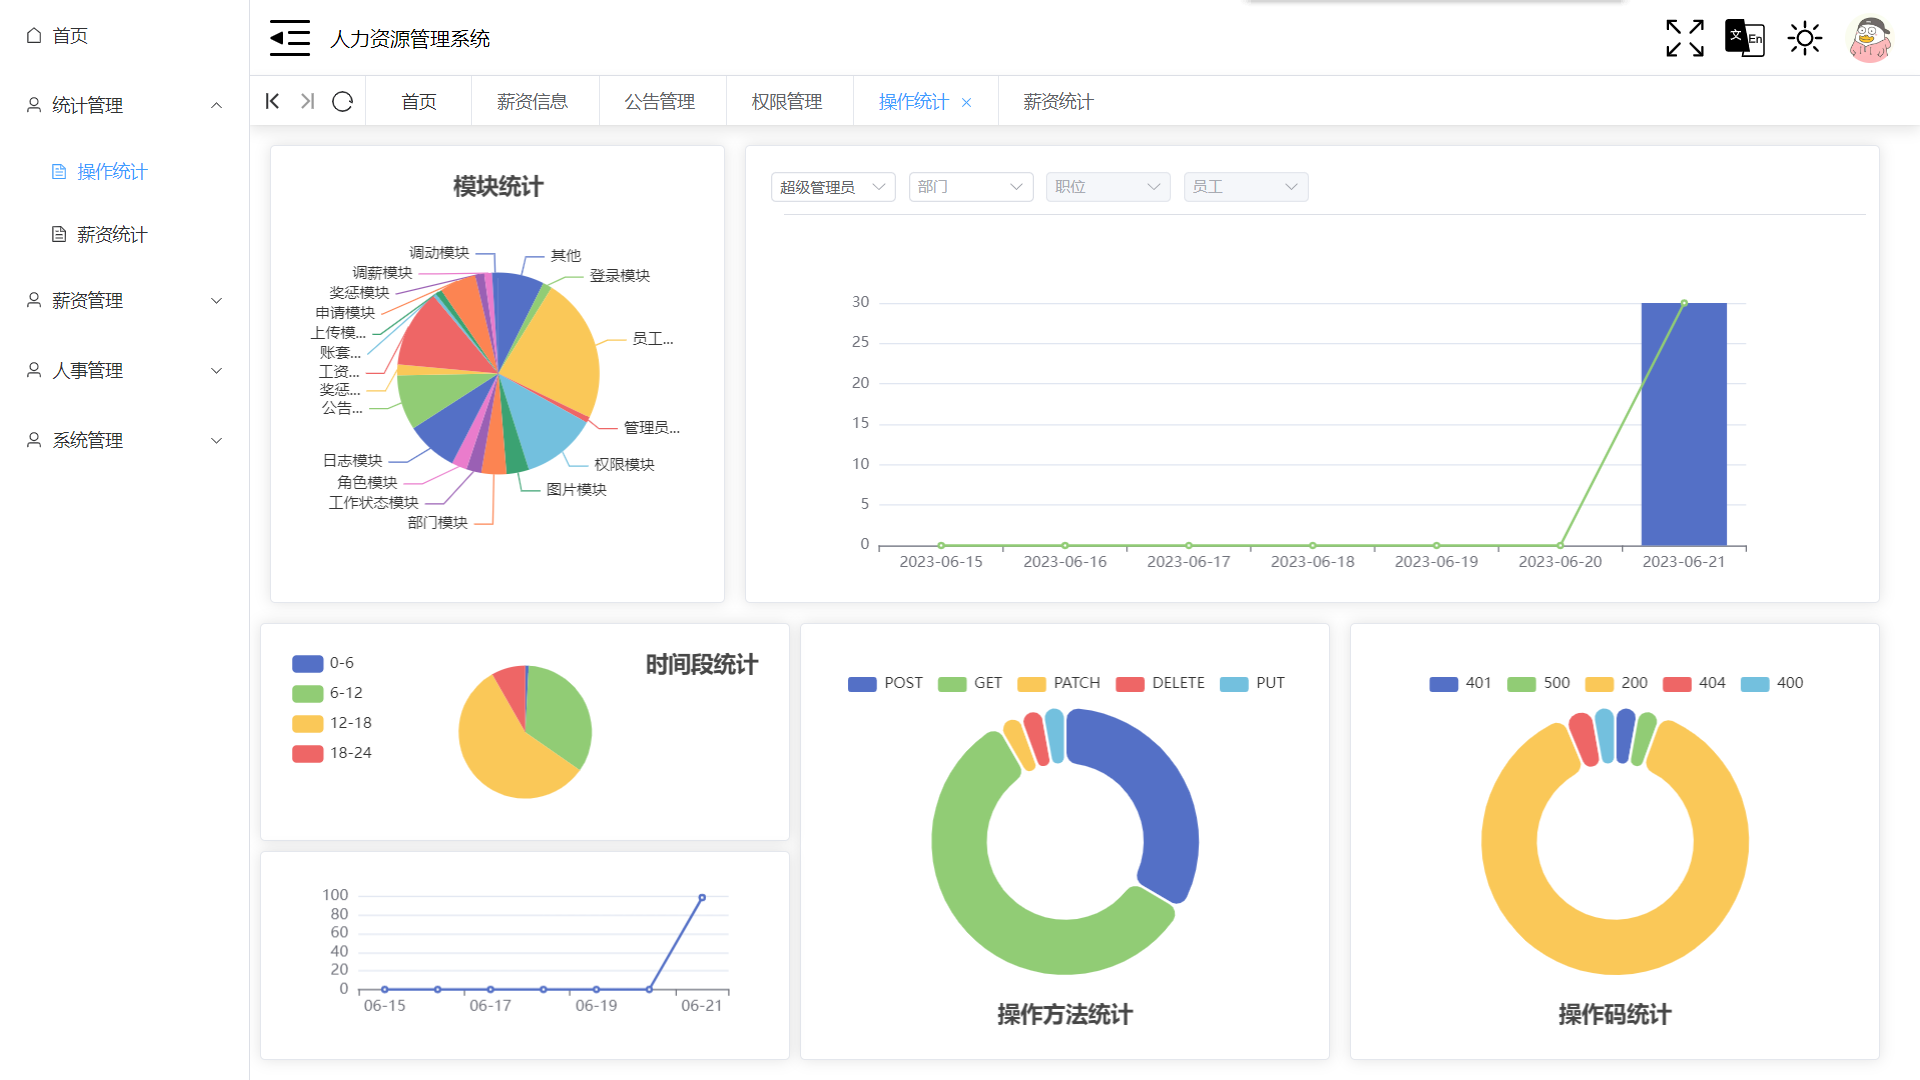 首页
统计管理
操作统计
薪资统计
薪资管理
人事管理
系统管理
人力资源管理系统
文 En
首页 薪资信息 公告管理 权限管理 操作统计 × 薪资统计
模块统计
调动模块
其他
调薪模块
登录模块
奖惩模块
申请模块
上传模...
员工...
账套...
工资...
奖惩...
公告...
管理员...
日志模块
权限模块
角色模块
图片模块
工作状态模块
部门模块
超级管理员 部门 职位 员工
30
25
20
15
10
5
0
2023-06-15 2023-06-16 2023-06-17 2023-06-18 2023-06-19 2023-06-20 2023-06-21
时间段统计
0-6
6-12
12-18
18-24
100
80
60
40
20
0
06-15 06-17 06-19 06-21
POST GET PATCH DELETE PUT
操作方法统计
401 500 200 404 400
操作码统计